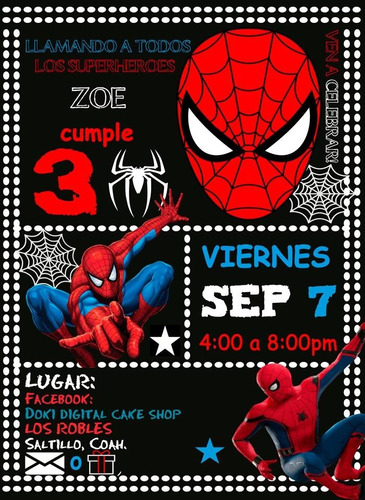 LLAMANDO A TODOS
LOS SUPERHEROES
ZOE
cumple
3
VEN A CELEBRAR!
VIERNES
SEP 7
4:00 a 8:00pm
LUGAR:
FACEBOOK:
DOKI DIGITAL CAKE SHOP
LOS ROBLES
SALTILLO, COAH.
O